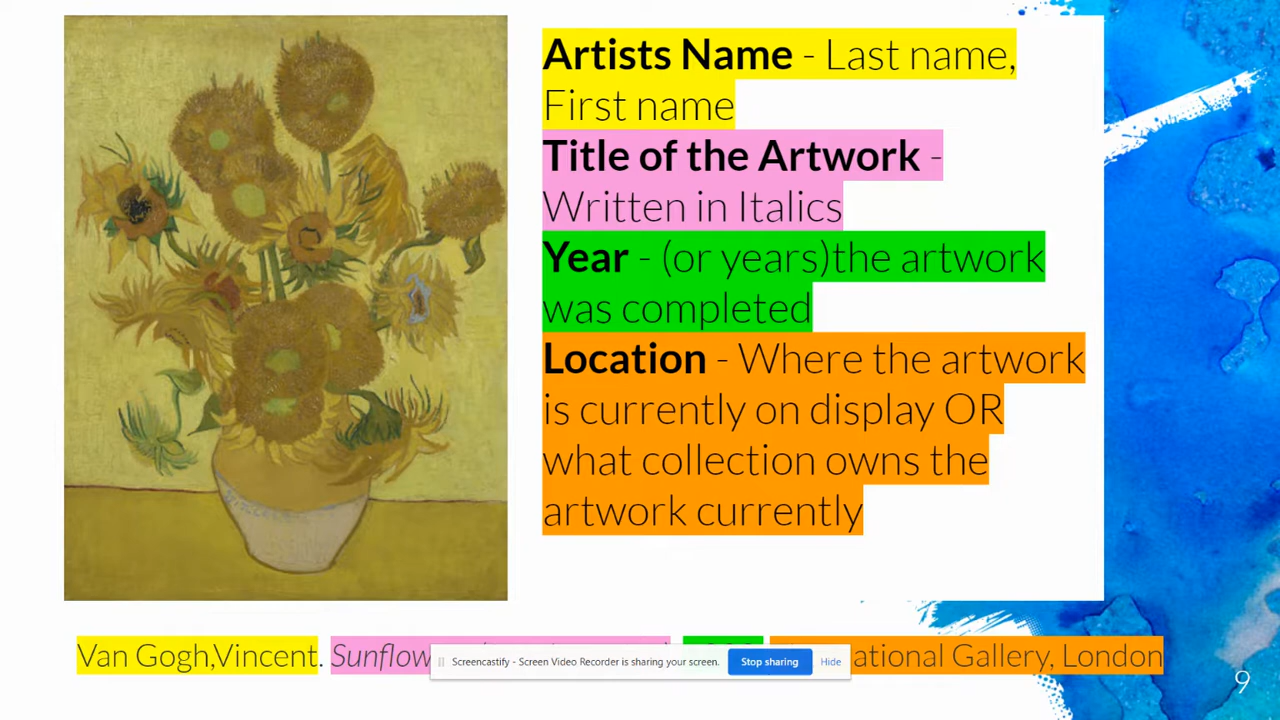 Artists Name - Last name,
First name
Title of the Artwork -
Written in Italics
Year - (or years)the artwork
was completed
Location - Where the artwork
is currently on display OR
what collection owns the
artwork currently
Van Gogh,Vincent. Gallery, London
Screencastify - Screen Video Recorder is sharing your screen. Stop sharing Hide
9